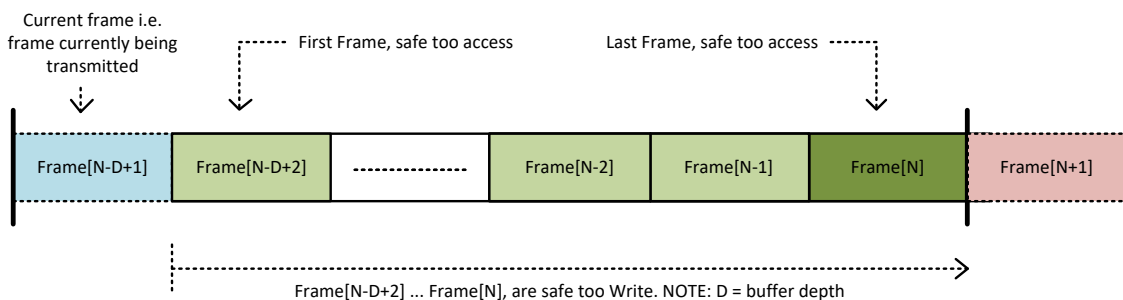 Current frame i.e.
frame currently being
transmitted
First Frame, safe too access
Last Frame, safe too access
Frame[N-D+1]
Frame[N-D+2]
Frame[N-2]
Frame[N-1]
Frame[N]
Frame[N+1]
Frame[N-D+2] ... Frame[N], are safe too Write. NOTE: D = buffer depth